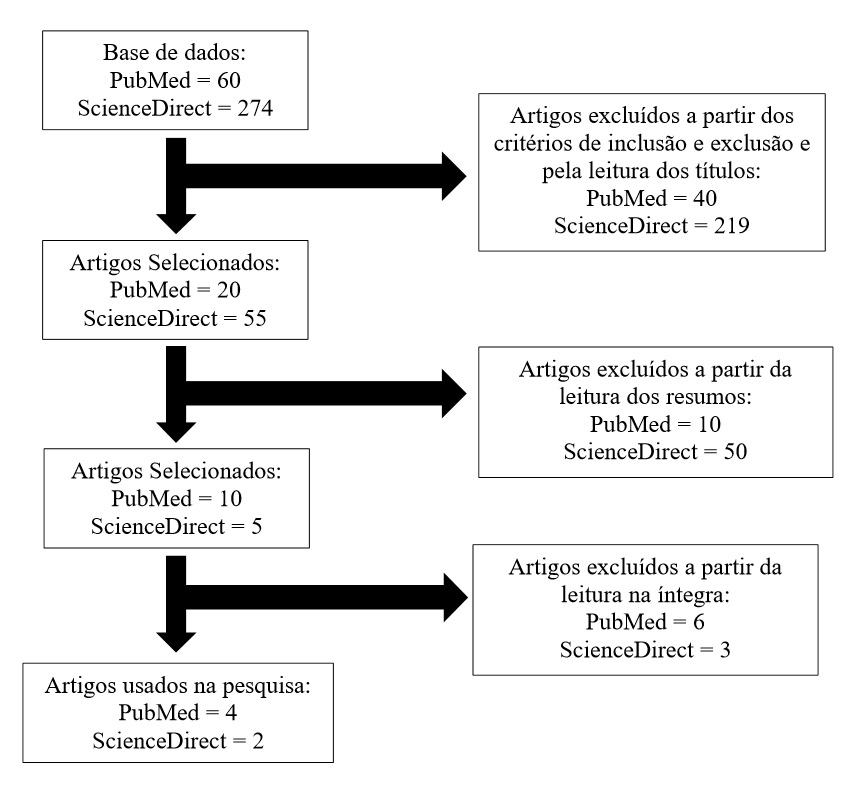 Base de dados:
PubMed = 60
ScienceDirect = 274
Artigos excluídos a partir dos
critérios de inclusão e exclusão e
pela leitura dos títulos:
PubMed = 40
ScienceDirect = 219
Artigos Selecionados:
PubMed = 20
ScienceDirect = 55
Artigos excluídos a partir da
leitura dos resumos:
PubMed = 10
ScienceDirect = 50
Artigos Selecionados:
PubMed = 10
ScienceDirect = 5
Artigos excluídos a partir da
leitura na íntegra:
PubMed = 6
ScienceDirect = 3
Artigos usados na pesquisa:
PubMed = 4
ScienceDirect = 2